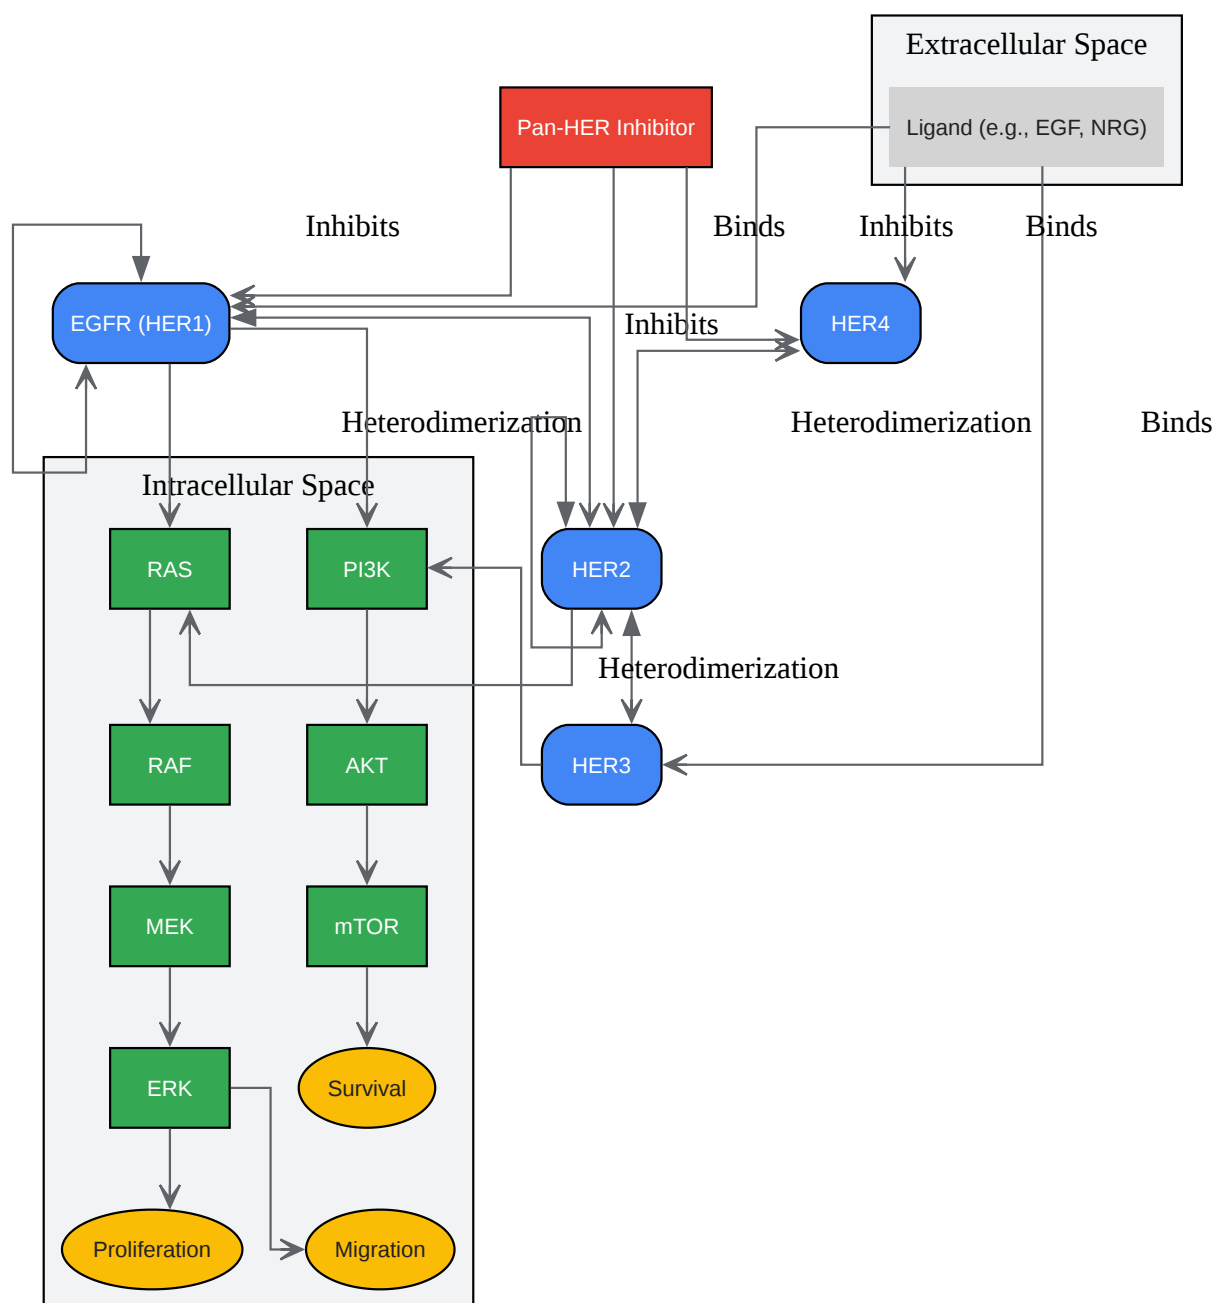 Extracellular Space
Pan-HER Inhibitor
Ligand (e.g., EGF, NRG)
Inhibits
Binds
Inhibits
Binds
EGFR (HER1)
Inhibits
HER4
Heterodimerization
Heterodimerization
Binds
Intracellular Space
RAS
PI3K
HER2
Heterodimerization
RAF
AKT
HER3
MEK
mTOR
ERK
Survival
Proliferation
Migration